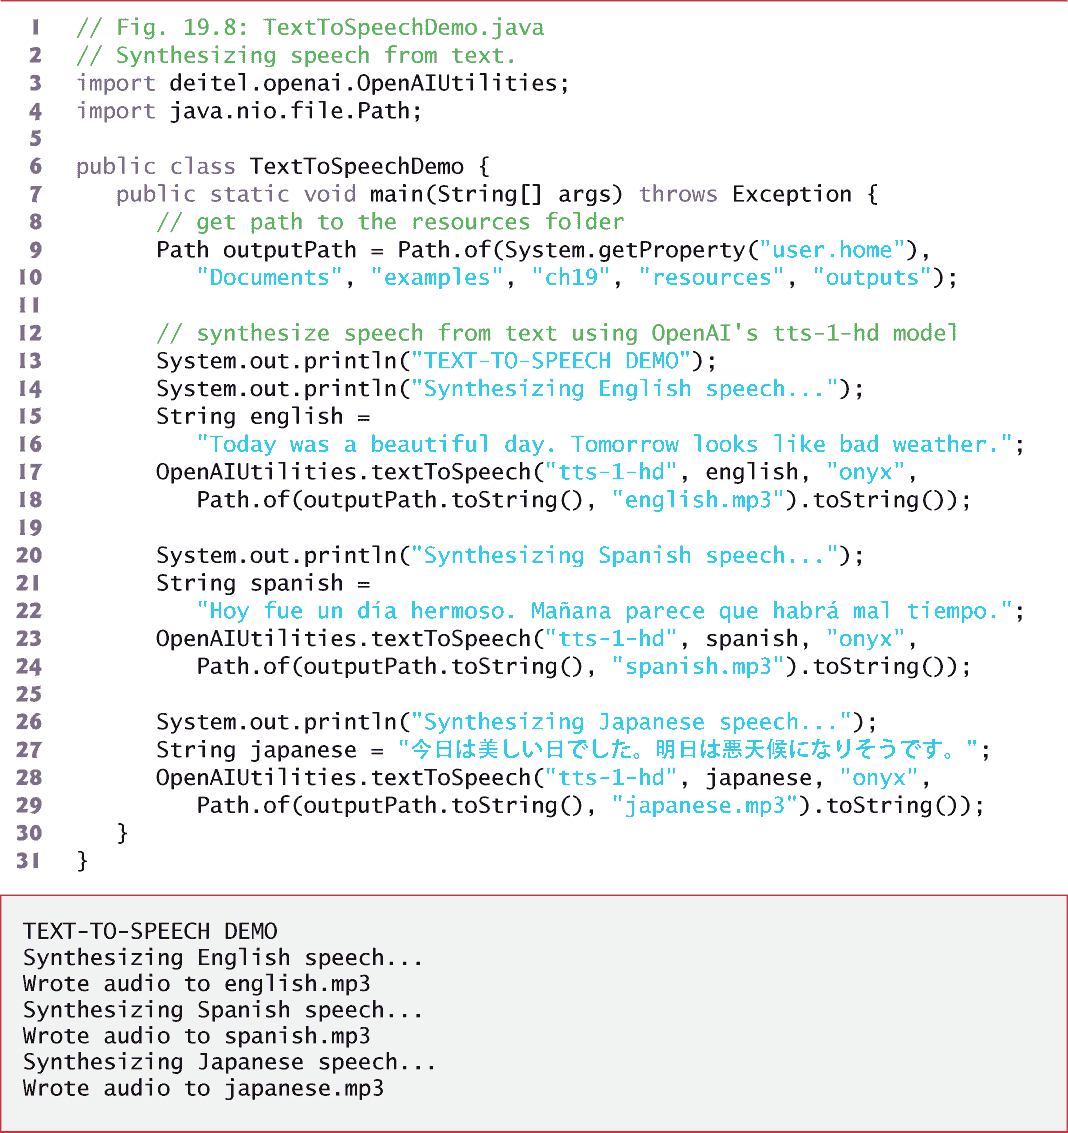 1 // Fig. 19.8: TextToSpeechDemo.java
2 // Synthesizing speech from text.
3 import deitel.openai.OpenAIUtilities;
4 import java.nio.file.Path;
5
6 public class TextToSpeechDemo {
7    public static void main(String[] args) throws Exception {
8       // get path to the resources folder
9       Path outputPath = Path.of(System.getProperty("user.home"),
10          "Documents", "examples", "ch19", "resources", "outputs");
11
12       // synthesize speech from text using OpenAI's tts-1-hd model
13       System.out.println("TEXT-TO-SPEECH DEMO");
14       System.out.println("Synthesizing English speech...");
15       String english =
16          "Today was a beautiful day. Tomorrow looks like bad weather.";
17       OpenAIUtilities.textToSpeech("tts-1-hd", english, "onyx",
18          Path.of(outputPath.toString(), "english.mp3").toString());
19
20       System.out.println("Synthesizing Spanish speech...");
21       String spanish =
22          "Hoy fue un día hermoso. Mañana parece que habrá mal tiempo.";
23       OpenAIUtilities.textToSpeech("tts-1-hd", spanish, "onyx",
24          Path.of(outputPath.toString(), "spanish.mp3").toString());
25
26       System.out.println("Synthesizing Japanese speech...");
27       String japanese = "今日は美しい日でした。明日は悪天候になりそうです。";
28       OpenAIUtilities.textToSpeech("tts-1-hd", japanese, "onyx",
29          Path.of(outputPath.toString(), "japanese.mp3").toString());
30    }
31 }
TEXT-TO-SPEECH DEMO
Synthesizing English speech...
Wrote audio to english.mp3
Synthesizing Spanish speech...
Wrote audio to spanish.mp3
Synthesizing Japanese speech...
Wrote audio to japanese.mp3